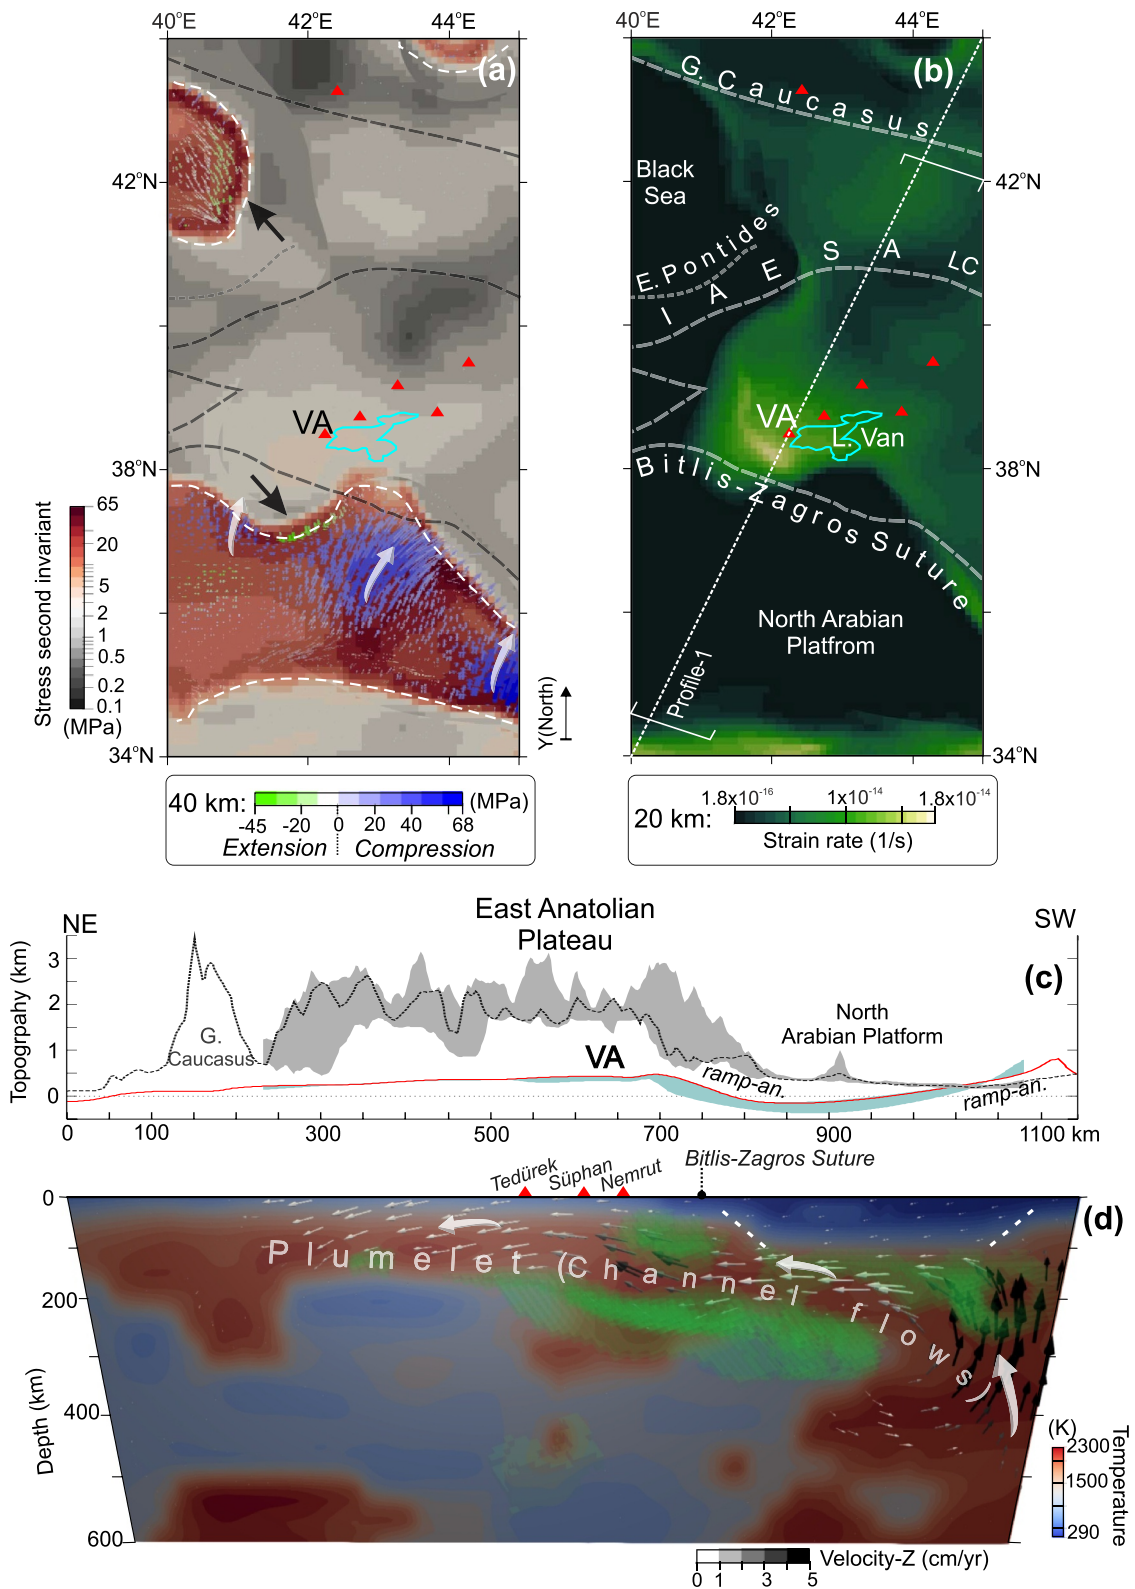 40°E 42°E 44°E
40°E 42°E 44°E
(a)
(b)
G. Caucasus
42°N
Black
Sea
42°N
E. Pontides
I A E S A LC
VA
VA
L. Van
38°N
38°N
Bitlis-Zagros Suture
Stress second invariant
65
20
5
2
1
0.5
0.2
0.1
(MPa)
North Arabian
Platfrom
Profile-1
Y(North)
34°N
34°N
40 km:
(MPa)
-45 -20 0 20 40 68
Extension Compression
20 km:
1.8x10-16 1x10-14 1.8x10-14
Strain rate (1/s)
East Anatolian
Plateau
NE
SW
(c)
Topogrpahy (km)
3
2
1
0
G.
Caucasus
VA
North
Arabian Platform
ramp-an.
ramp-an.
0 100 300 500 700 900 1100 km
Tedürek
Süphan
Nemrut
Bitlis-Zagros Suture
(d)
0
200
400
600
Depth (km)
Plumelet (Channel flows)
(K)
2300
1500
290
Temperature
Velocity-Z (cm/yr)
0 1 3 5